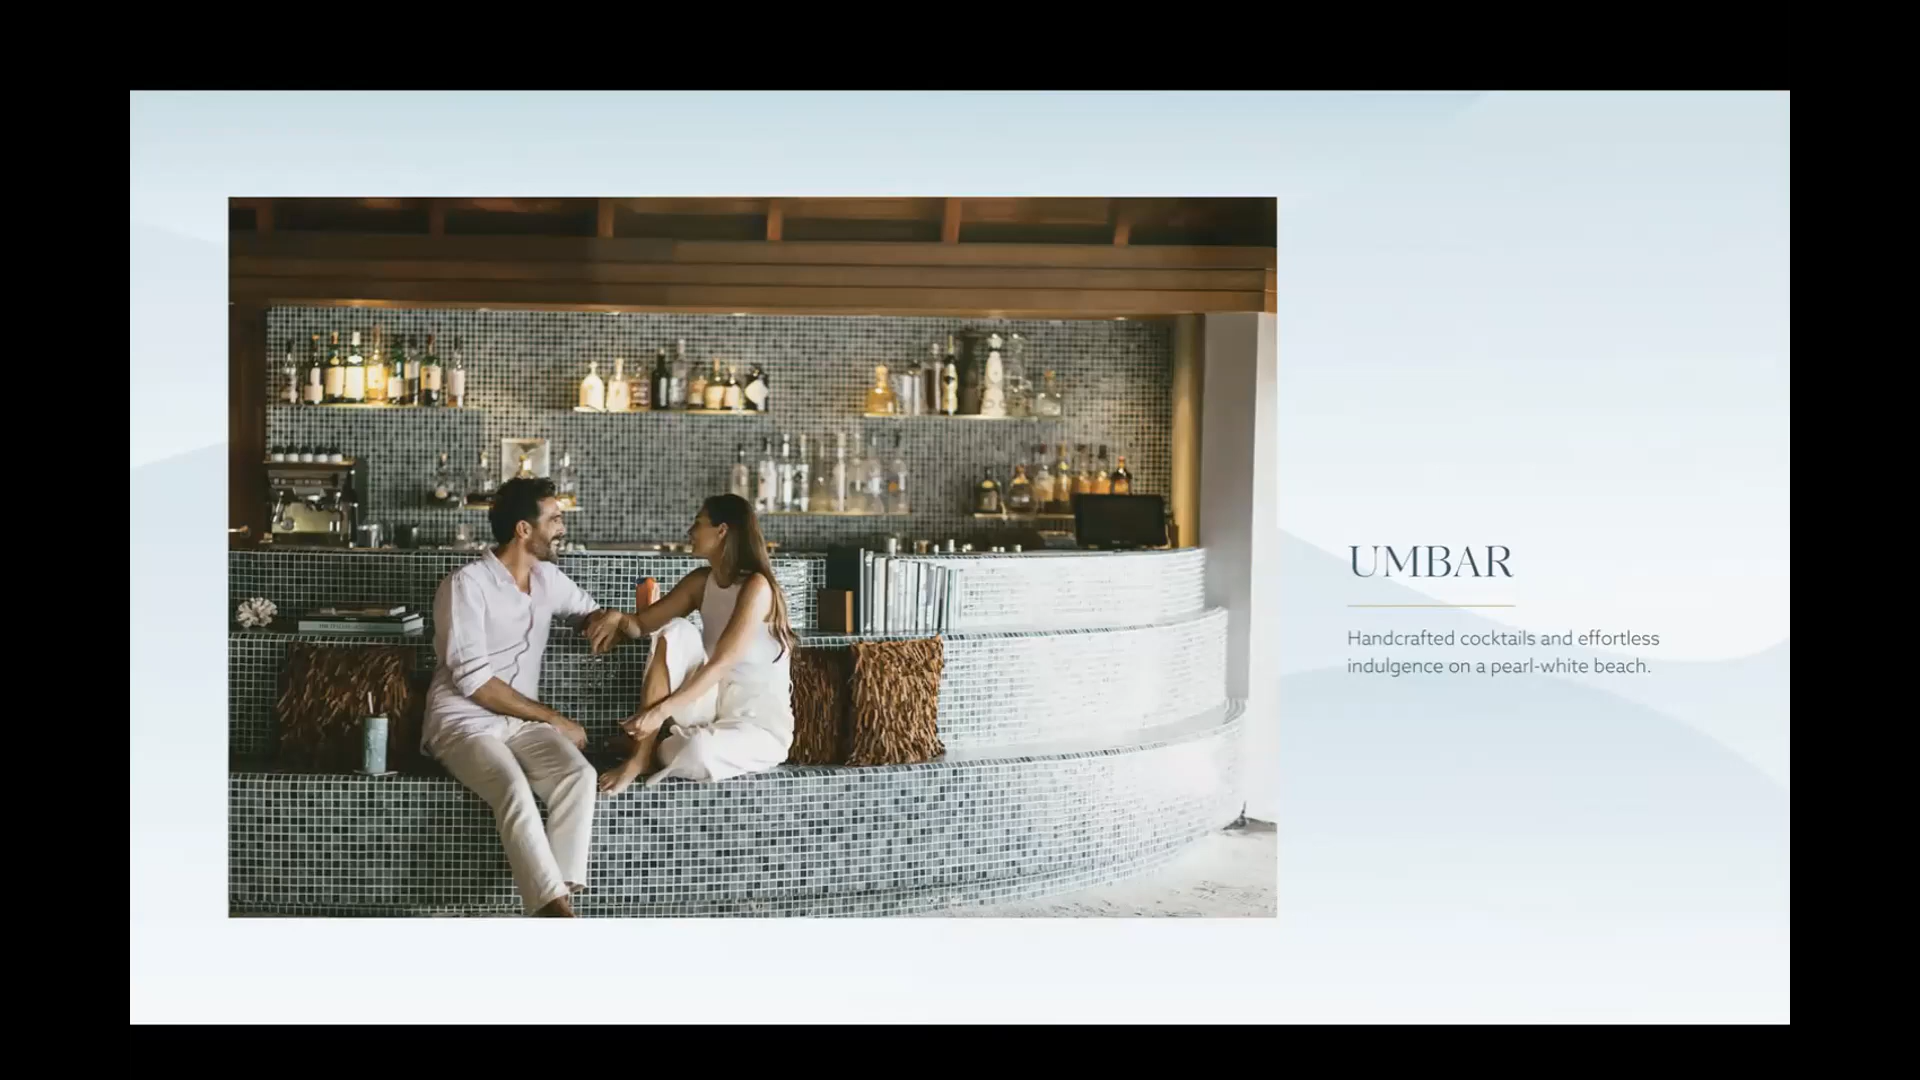 UMBAR
Handcrafted cocktails and effortless
indulgence on a pearl-white beach.